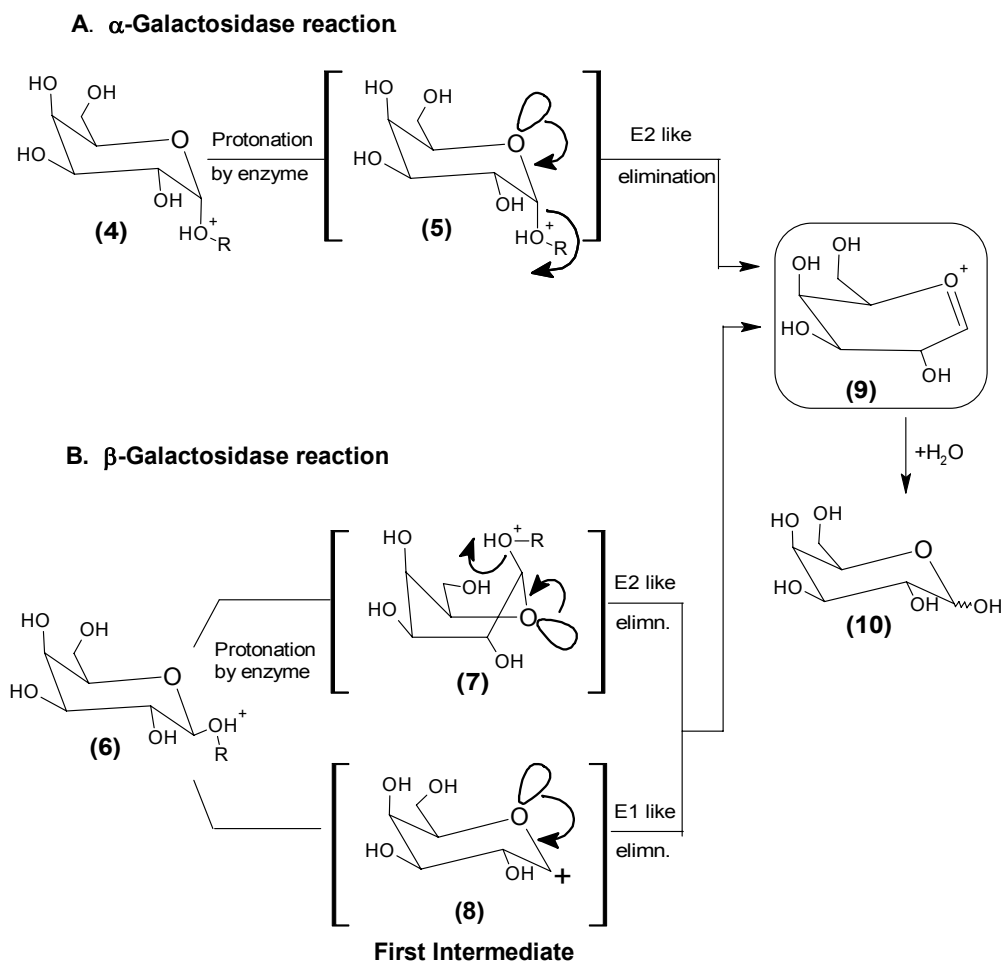 A. α-Galactosidase reaction
HO
OH
O
HO
OH
HO+
R
(4)
Protonation
by enzyme
HO
OH
O
HO
OH
HO+
R
(5)
E2 like
elimination
OH
OH
O+
HO
OH
(9)
+H2O
B. β-Galactosidase reaction
HO
OH
O
HO
OH
OH
(10)
HO
OH
O
HO
OH
OH+
R
(6)
Protonation
by enzyme
HO
HO+-R
OH
HO
O
OH
(7)
E2 like
elimn.
OH
OH
O
HO
OH
+
(8)
E1 like
elimn.
First Intermediate